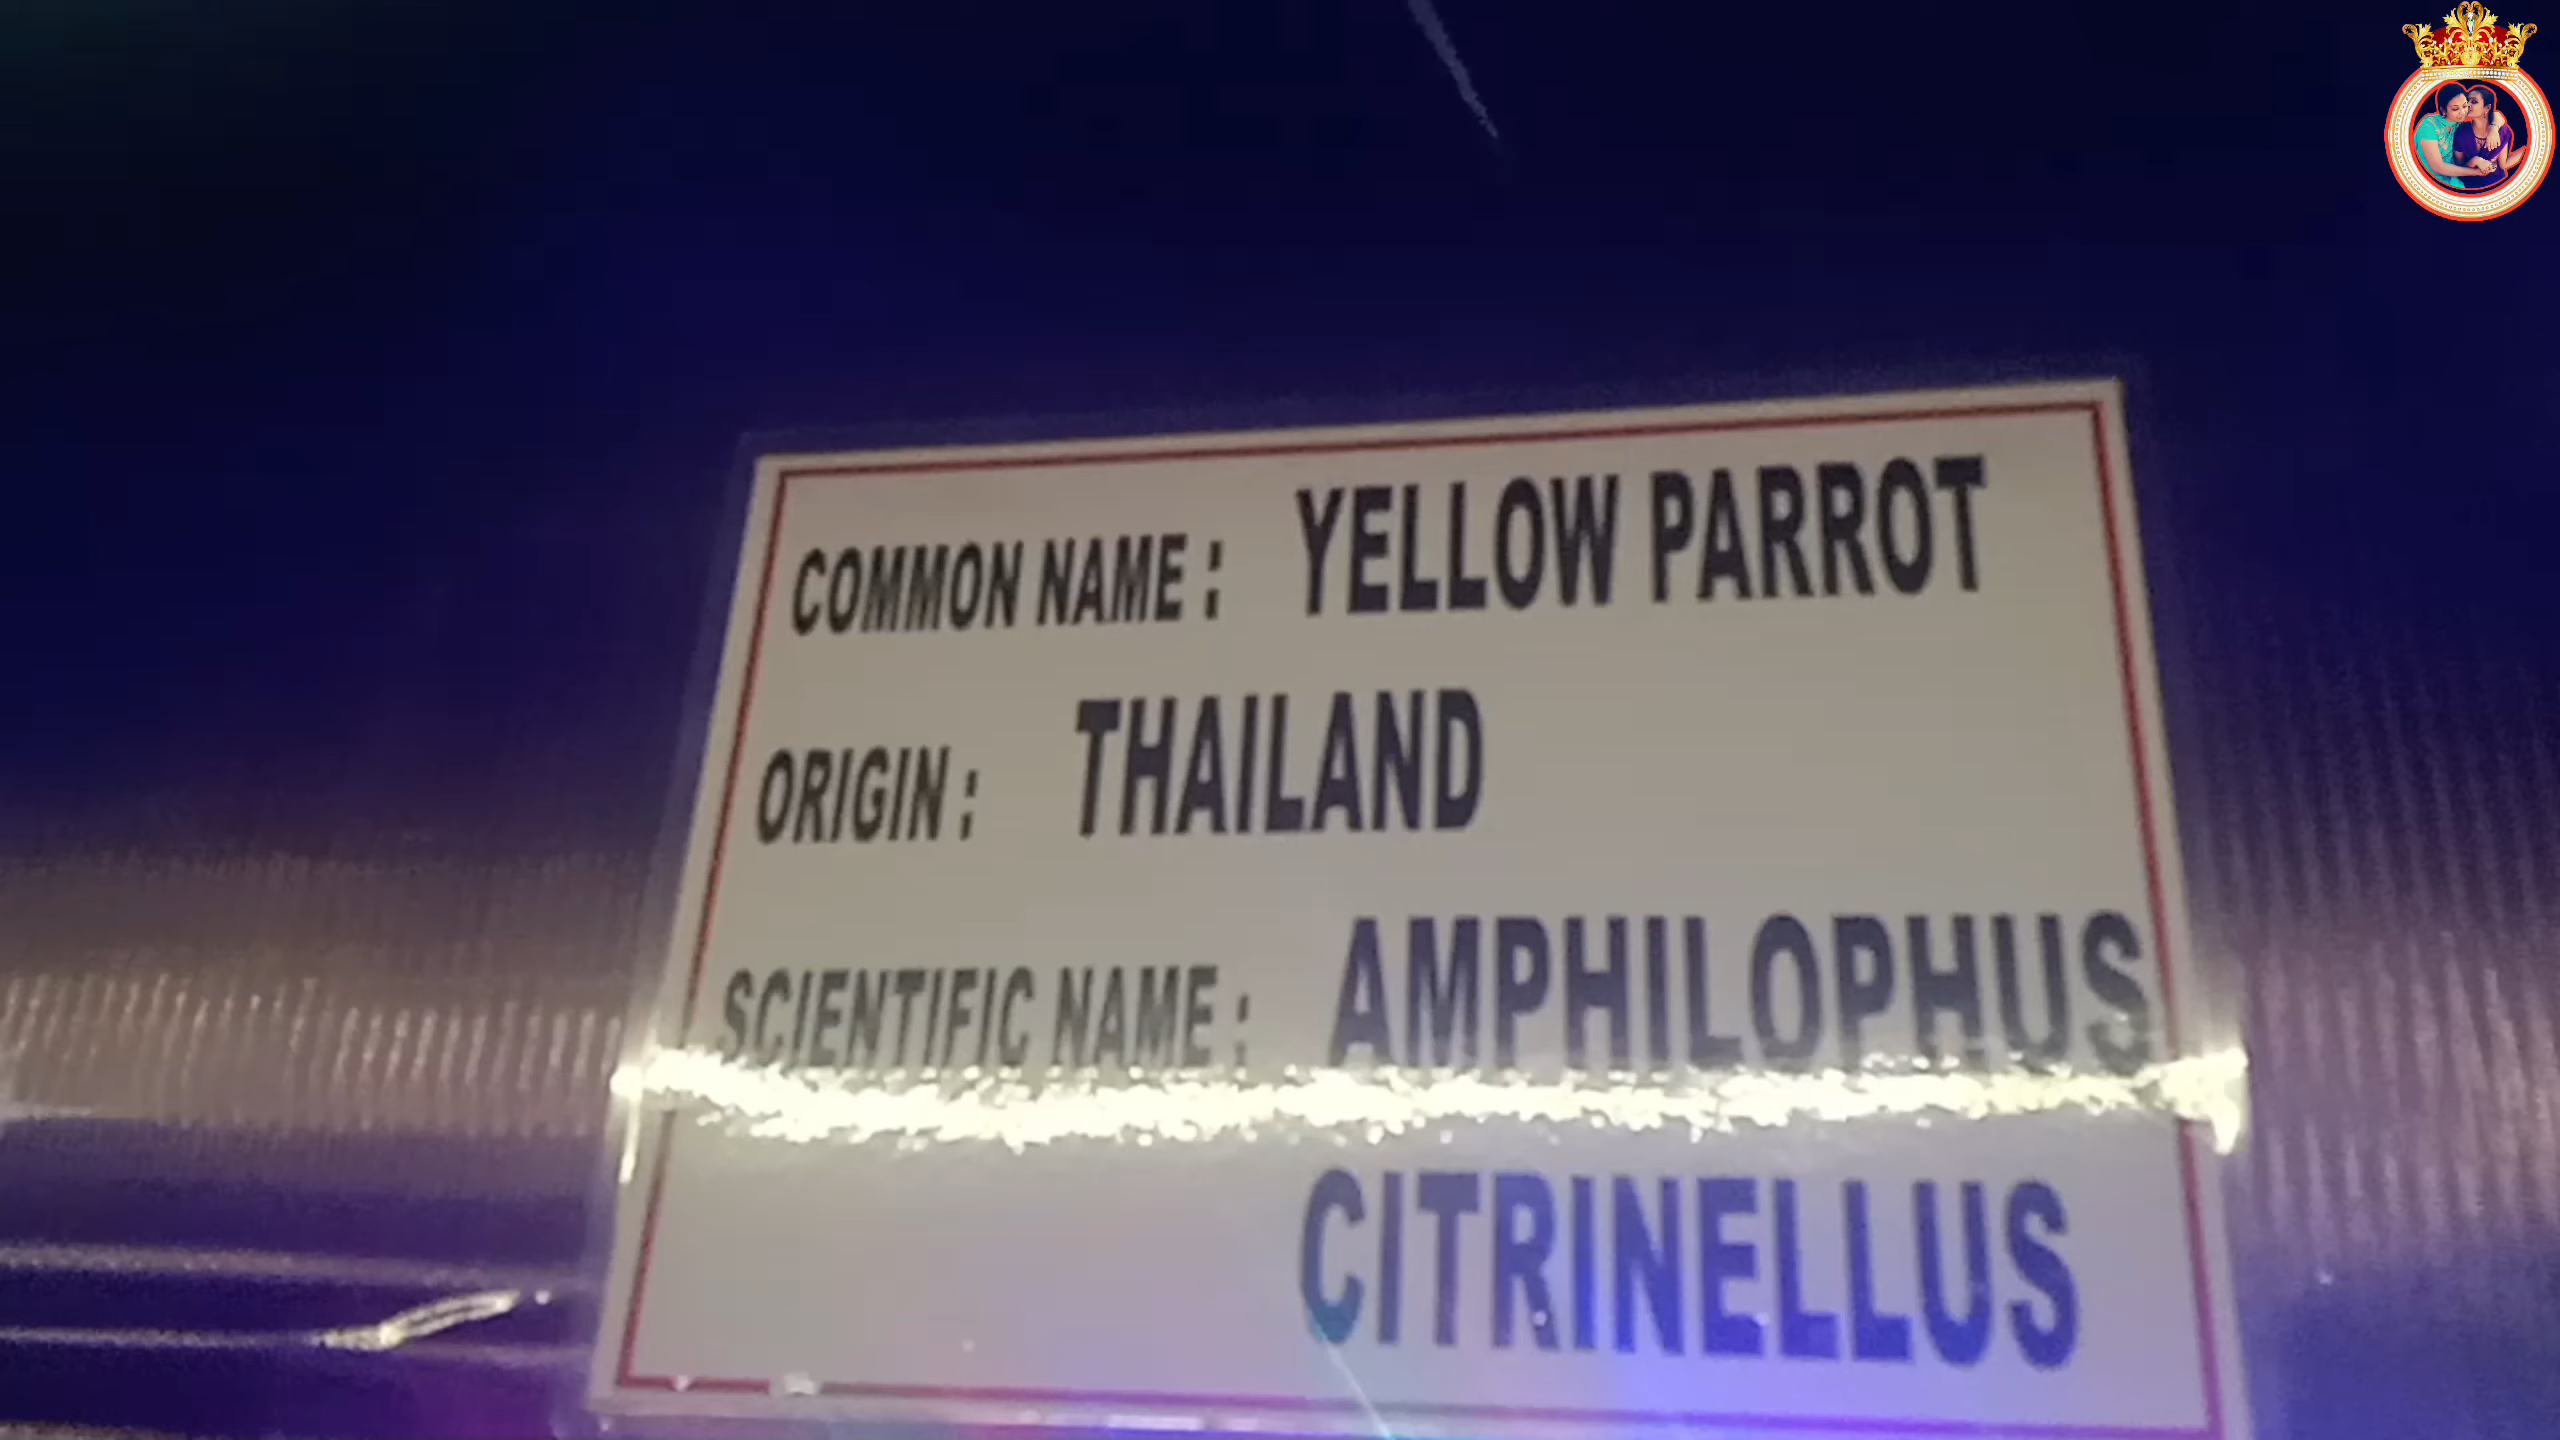 COMMON NAME : YELLOW PARROT
ORIGIN : THAILAND
SCIENTIFIC NAME : AMPHILOPHUS
CITRINELLUS